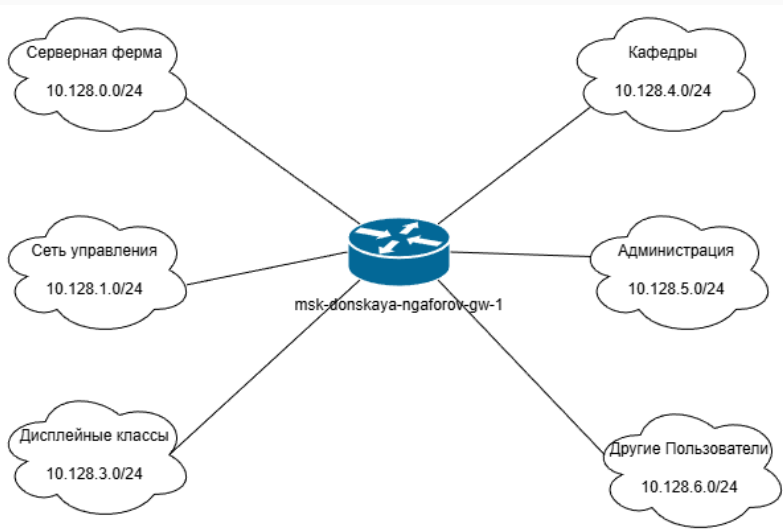 Серверная ферма
10.128.0.0/24
Кафедры
10.128.4.0/24
Сеть управления
10.128.1.0/24
Администрация
10.128.5.0/24
msk-donskaya-ngaforov-gw-1
Дисплейные классы
10.128.3.0/24
Другие Пользователи
10.128.6.0/24